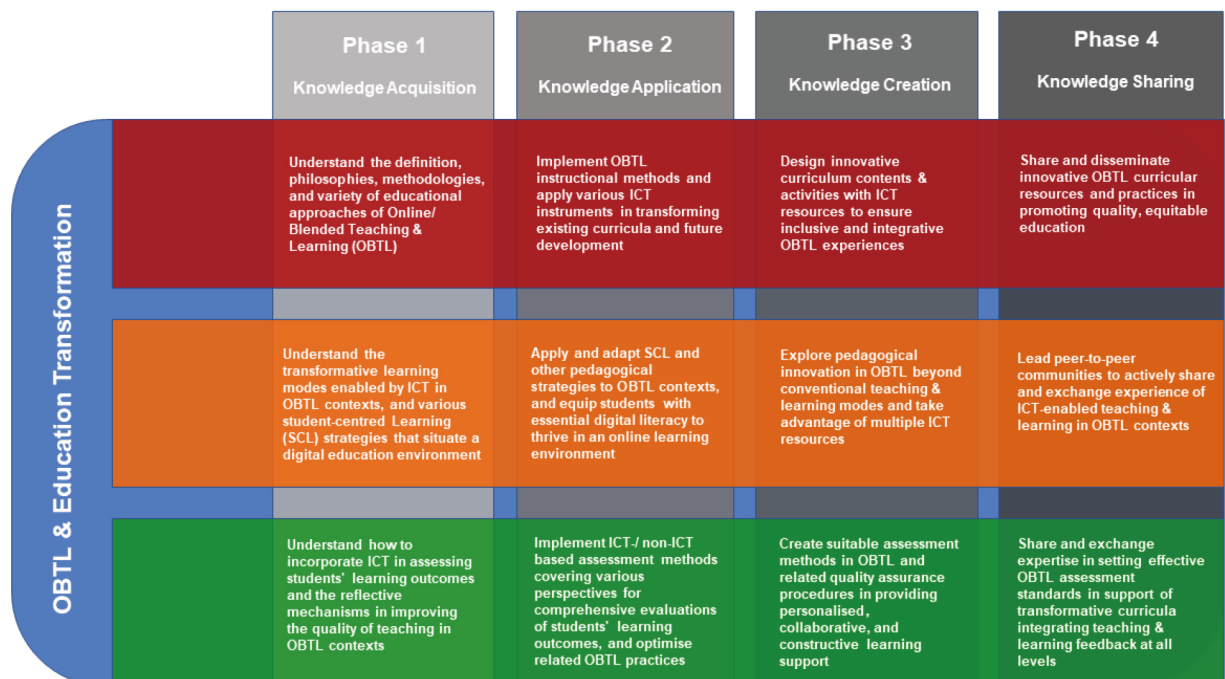 Phase 1
Knowledge Acquisition
Phase 2
Knowledge Application
Phase 3
Knowledge Creation
Phase 4
Knowledge Sharing
OBTL & Education Transformation
Understand the definition,
philosophies, methodologies,
and variety of educational
approaches of Online/
Blended Teaching &
Learning (OBTL)
Implement OBTL
instructional methods and
apply various ICT
instruments in transforming
existing curricula and future
development
Design innovative
curriculum contents &
activities with ICT
resources to ensure
inclusive and integrative
OBTL experiences
Share and disseminate
innovative OBTL curricular
resources and practices in
promoting quality, equitable
education
Understand the
transformative learning
modes enabled by ICT in
OBTL contexts, and various
student-centred Learning
(SCL) strategies that situate a
digital education environment
Apply and adapt SCL and
other pedagogical
strategies to OBTL contexts,
and equip students with
essential digital literacy to
thrive in an online learning
environment
Explore pedagogical
innovation in OBTL beyond
conventional teaching &
learning modes and take
advantage of multiple ICT
resources
Lead peer-to-peer
communities to actively share
and exchange experience of
ICT-enabled teaching &
learning in OBTL contexts
Understand how to
incorporate ICT in assessing
students' learning outcomes
and the reflective
mechanisms in improving
the quality of teaching in
OBTL contexts
Implement ICT-/ non-ICT
based assessment methods
covering various
perspectives for
comprehensive evaluations
of students' learning
outcomes, and optimise
related OBTL practices
Create suitable assessment
methods in OBTL and
related quality assurance
procedures in providing
personalised,
collaborative, and
constructive learning
support
Share and exchange
expertise in setting effective
OBTL assessment
standards in support of
transformative curricula
integrating teaching &
learning feedback at all
levels